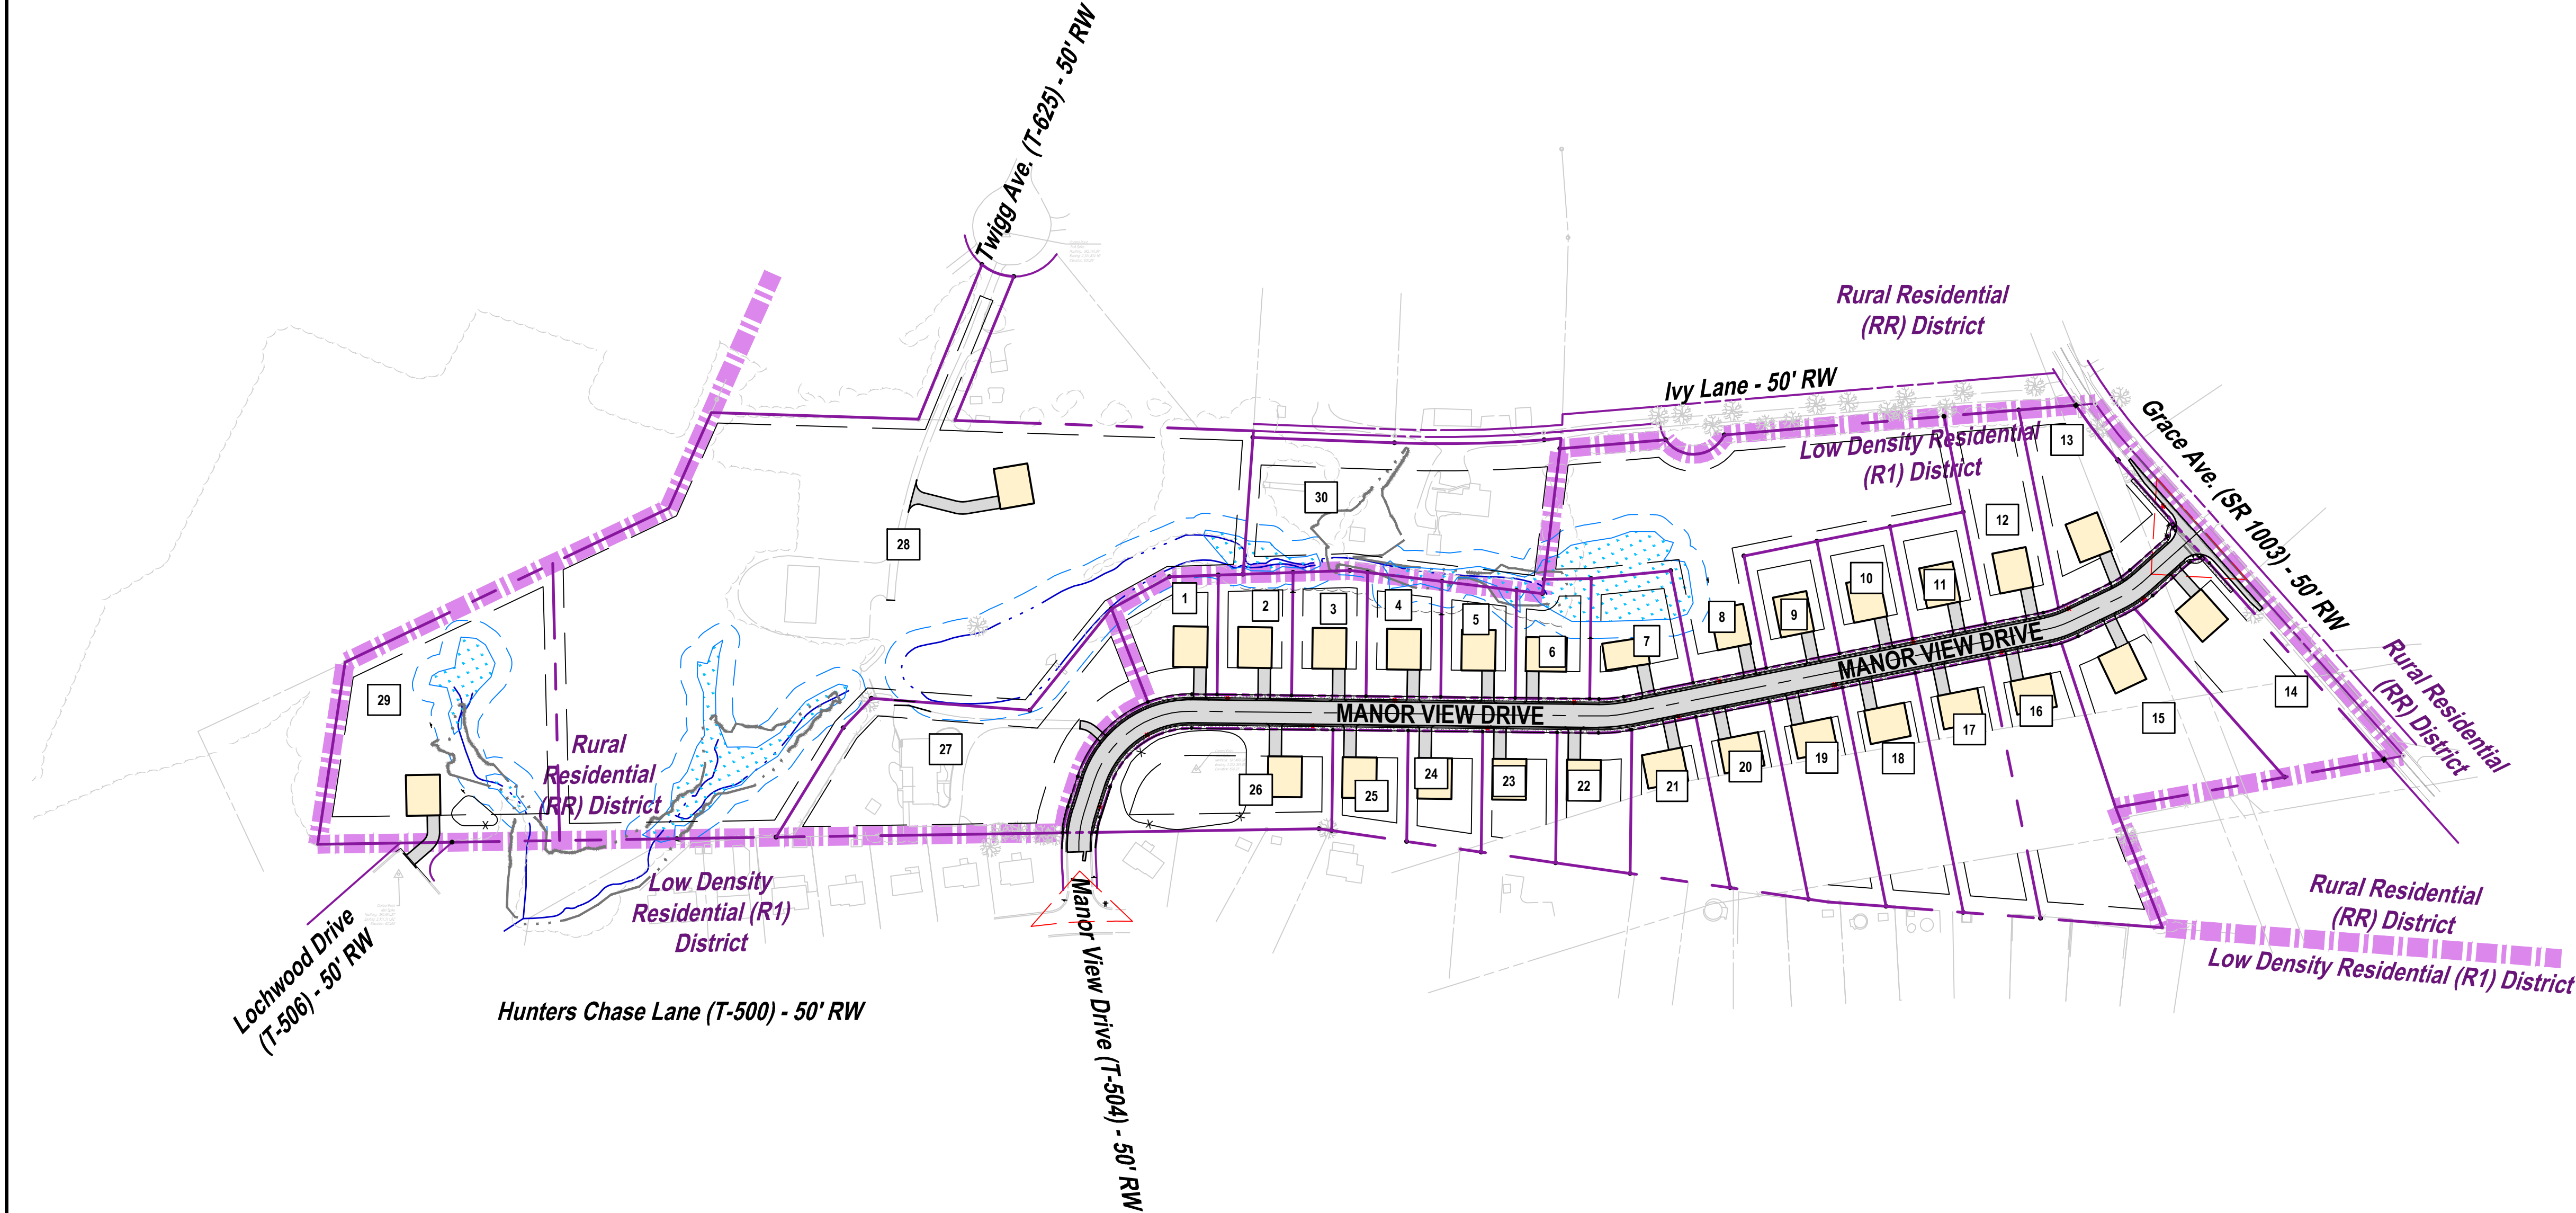 Twigg Ave. (T-625) - 50' RW
Rural Residential
(RR) District
Ivy Lane - 50' RW
Low Density Residential
(R1) District
Grace Ave. (SR 1003) - 50' RW
13
30
12
28
10
11
1
2
3
4
5
6
7
8
9
MANOR VIEW DRIVE
Rural Residential
(RR) District
29
14
15
16
17
18
19
20
21
22
23
24
25
26
27
MANOR VIEW DRIVE
Rural
Residential
(RR) District
Low Density
Residential (R1)
District
Rural Residential
(RR) District
Low Density Residential (R1) District
Lochwood Drive
(T-506) - 50' RW
Hunters Chase Lane (T-500) - 50' RW
Manor View Drive (T-504) - 50' RW